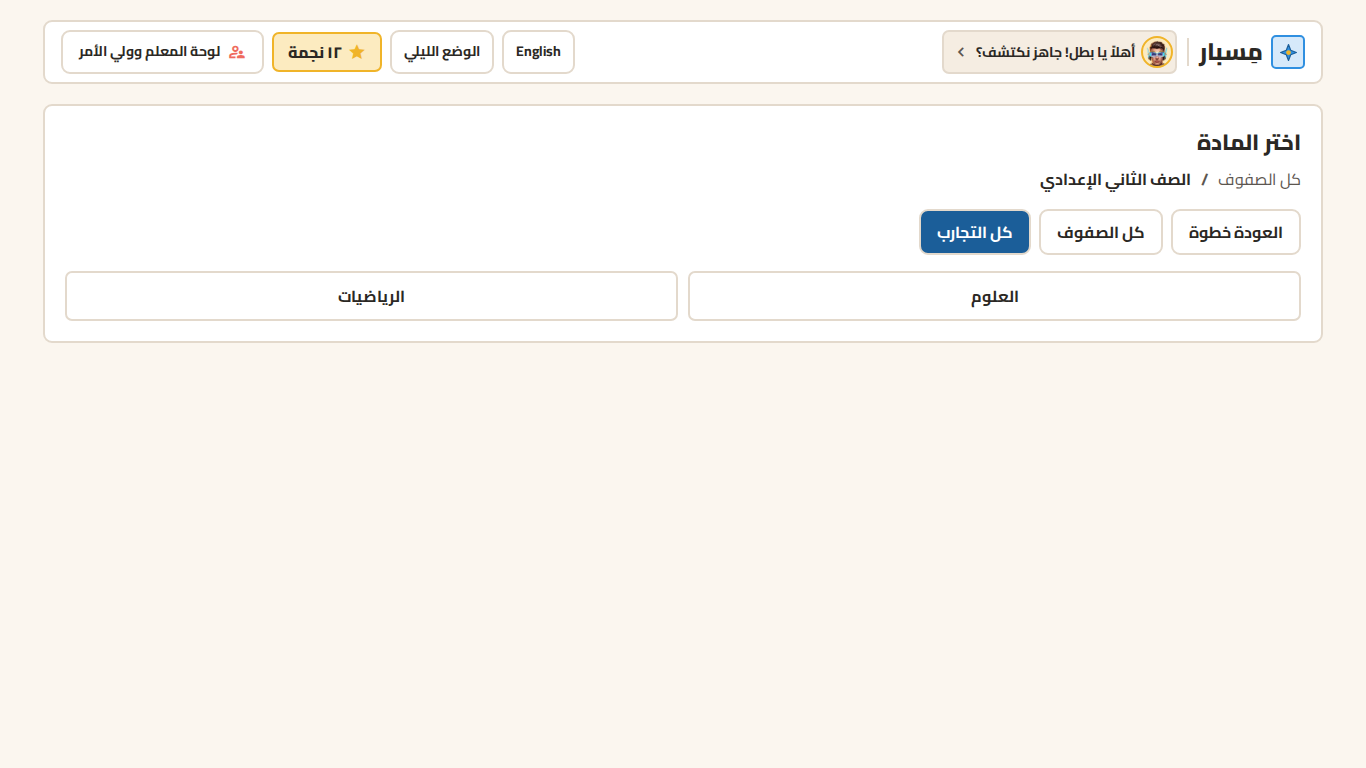 مسبار
أهلاً يا بطل! جاهز نكتشف؟
English
الوضع الليلي
١٢ نجمة
لوحة المعلم وولي الأمر
اختر المادة
كل الصفوف / الصف الثاني الإعدادي
العودة خطوة
كل الصفوف
كل التجارب
العلوم
الرياضيات